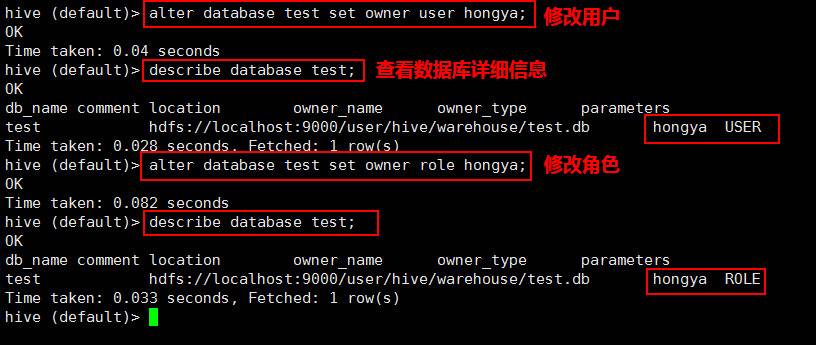 hive (default)> alter database test set owner user hongya; 修改用户
OK
Time taken: 0.04 seconds
hive (default)> describe database test; 查看数据库详细信息
OK
db_name comment location owner_name owner_type parameters
test hdfs://localhost:9000/user/hive/warehouse/test.db hongya USER
Time taken: 0.028 seconds, Fetched: 1 row(s)
hive (default)> alter database test set owner role hongya; 修改角色
OK
Time taken: 0.082 seconds
hive (default)> describe database test;
OK
db_name comment location owner_name owner_type parameters
test hdfs://localhost:9000/user/hive/warehouse/test.db hongya ROLE
Time taken: 0.033 seconds, Fetched: 1 row(s)
hive (default)>